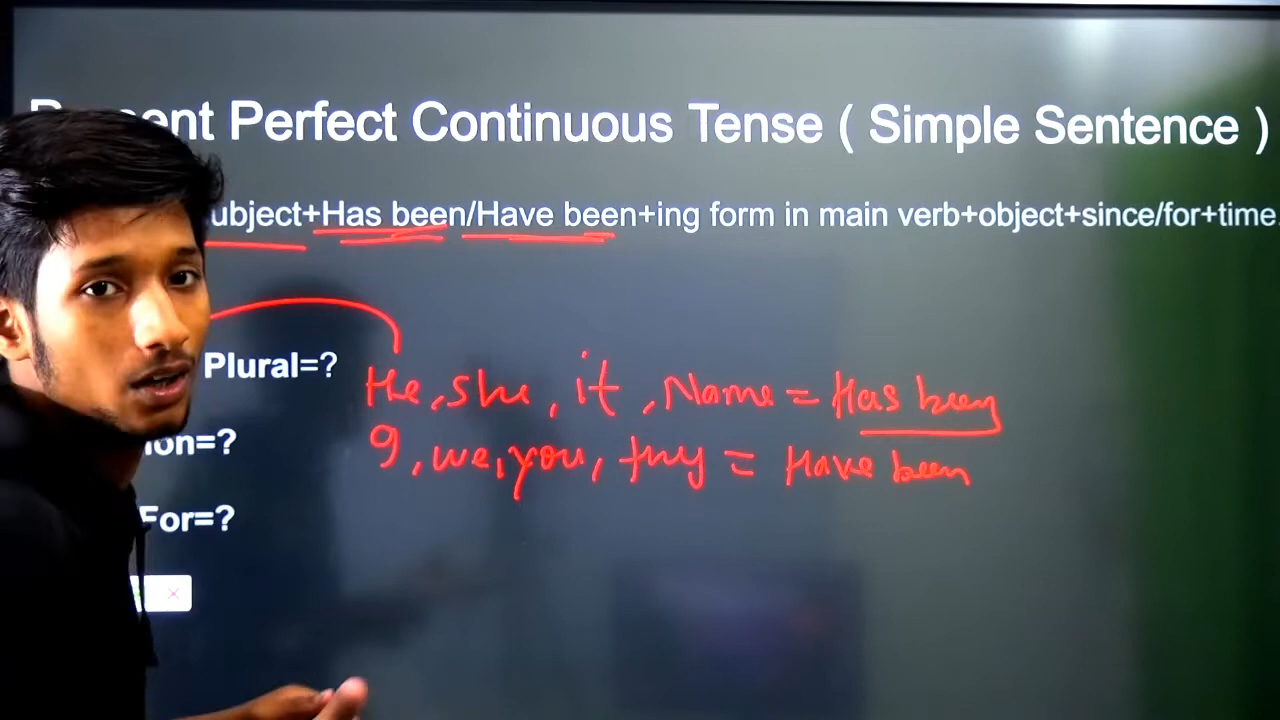 Perfect Continuous Tense ( Simple Sentence )
ubject+Has been/Have been+ing form in main verb+object+since/for+time.
Plural=?
He, she, it, Name = Has been
ion=?
I, we, you, they = Have been
For=?